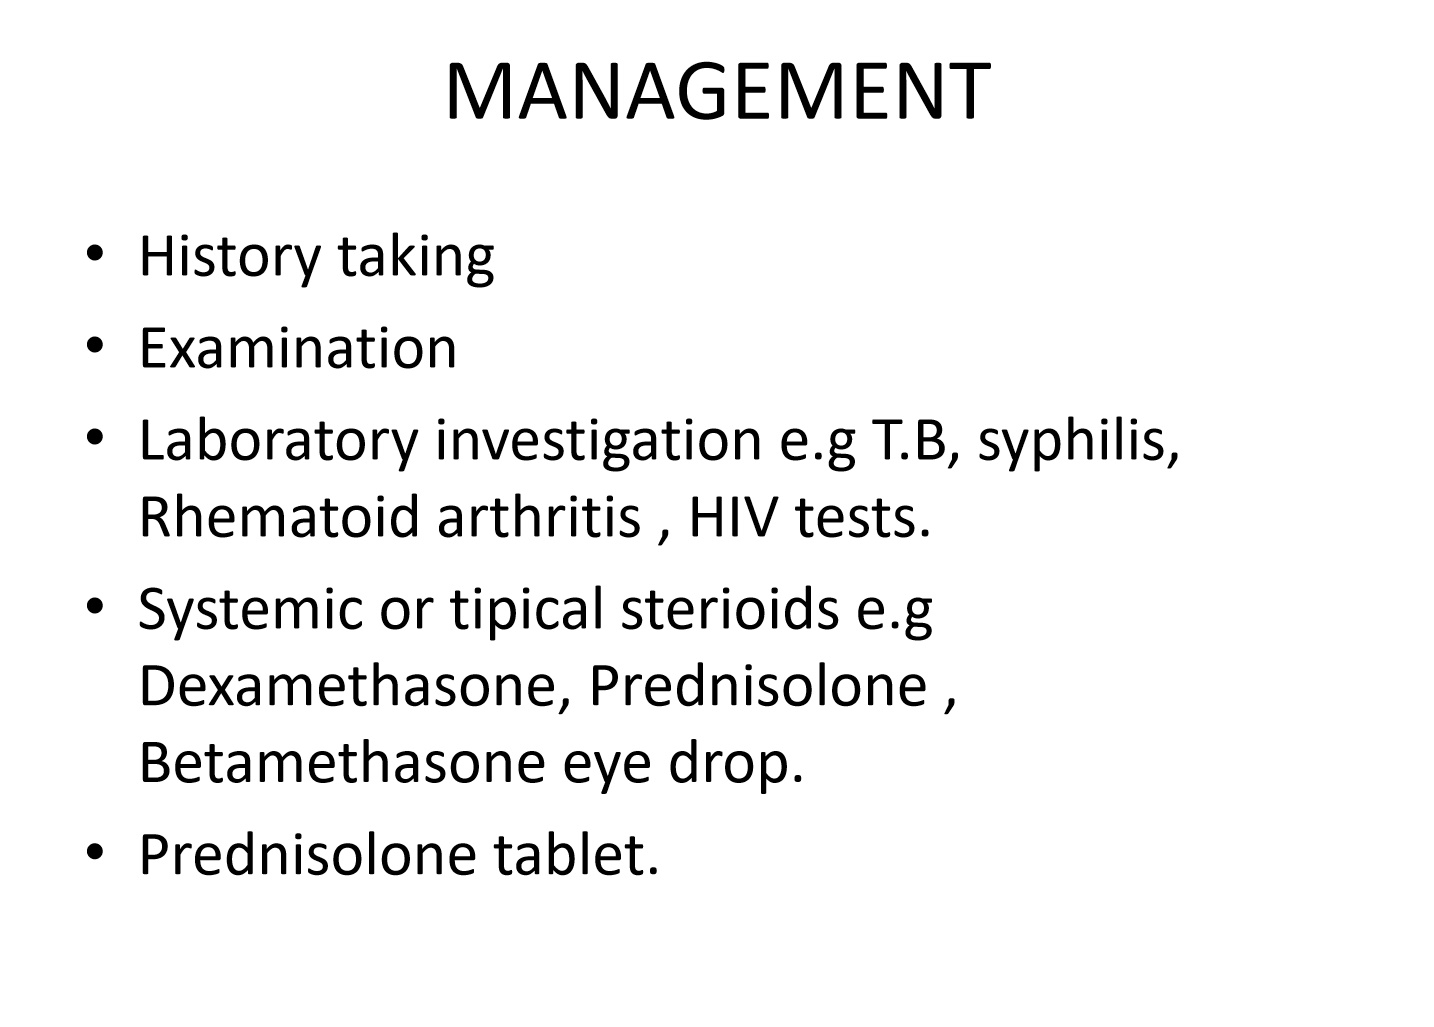 MANAGEMENT
• History taking
• Examination
• Laboratory investigation e.g T.B, syphilis,
Rhematoid arthritis , HIV tests.
• Systemic or tipical sterioids e.g
Dexamethasone, Prednisolone ,
Betamethasone eye drop.
• Prednisolone tablet.